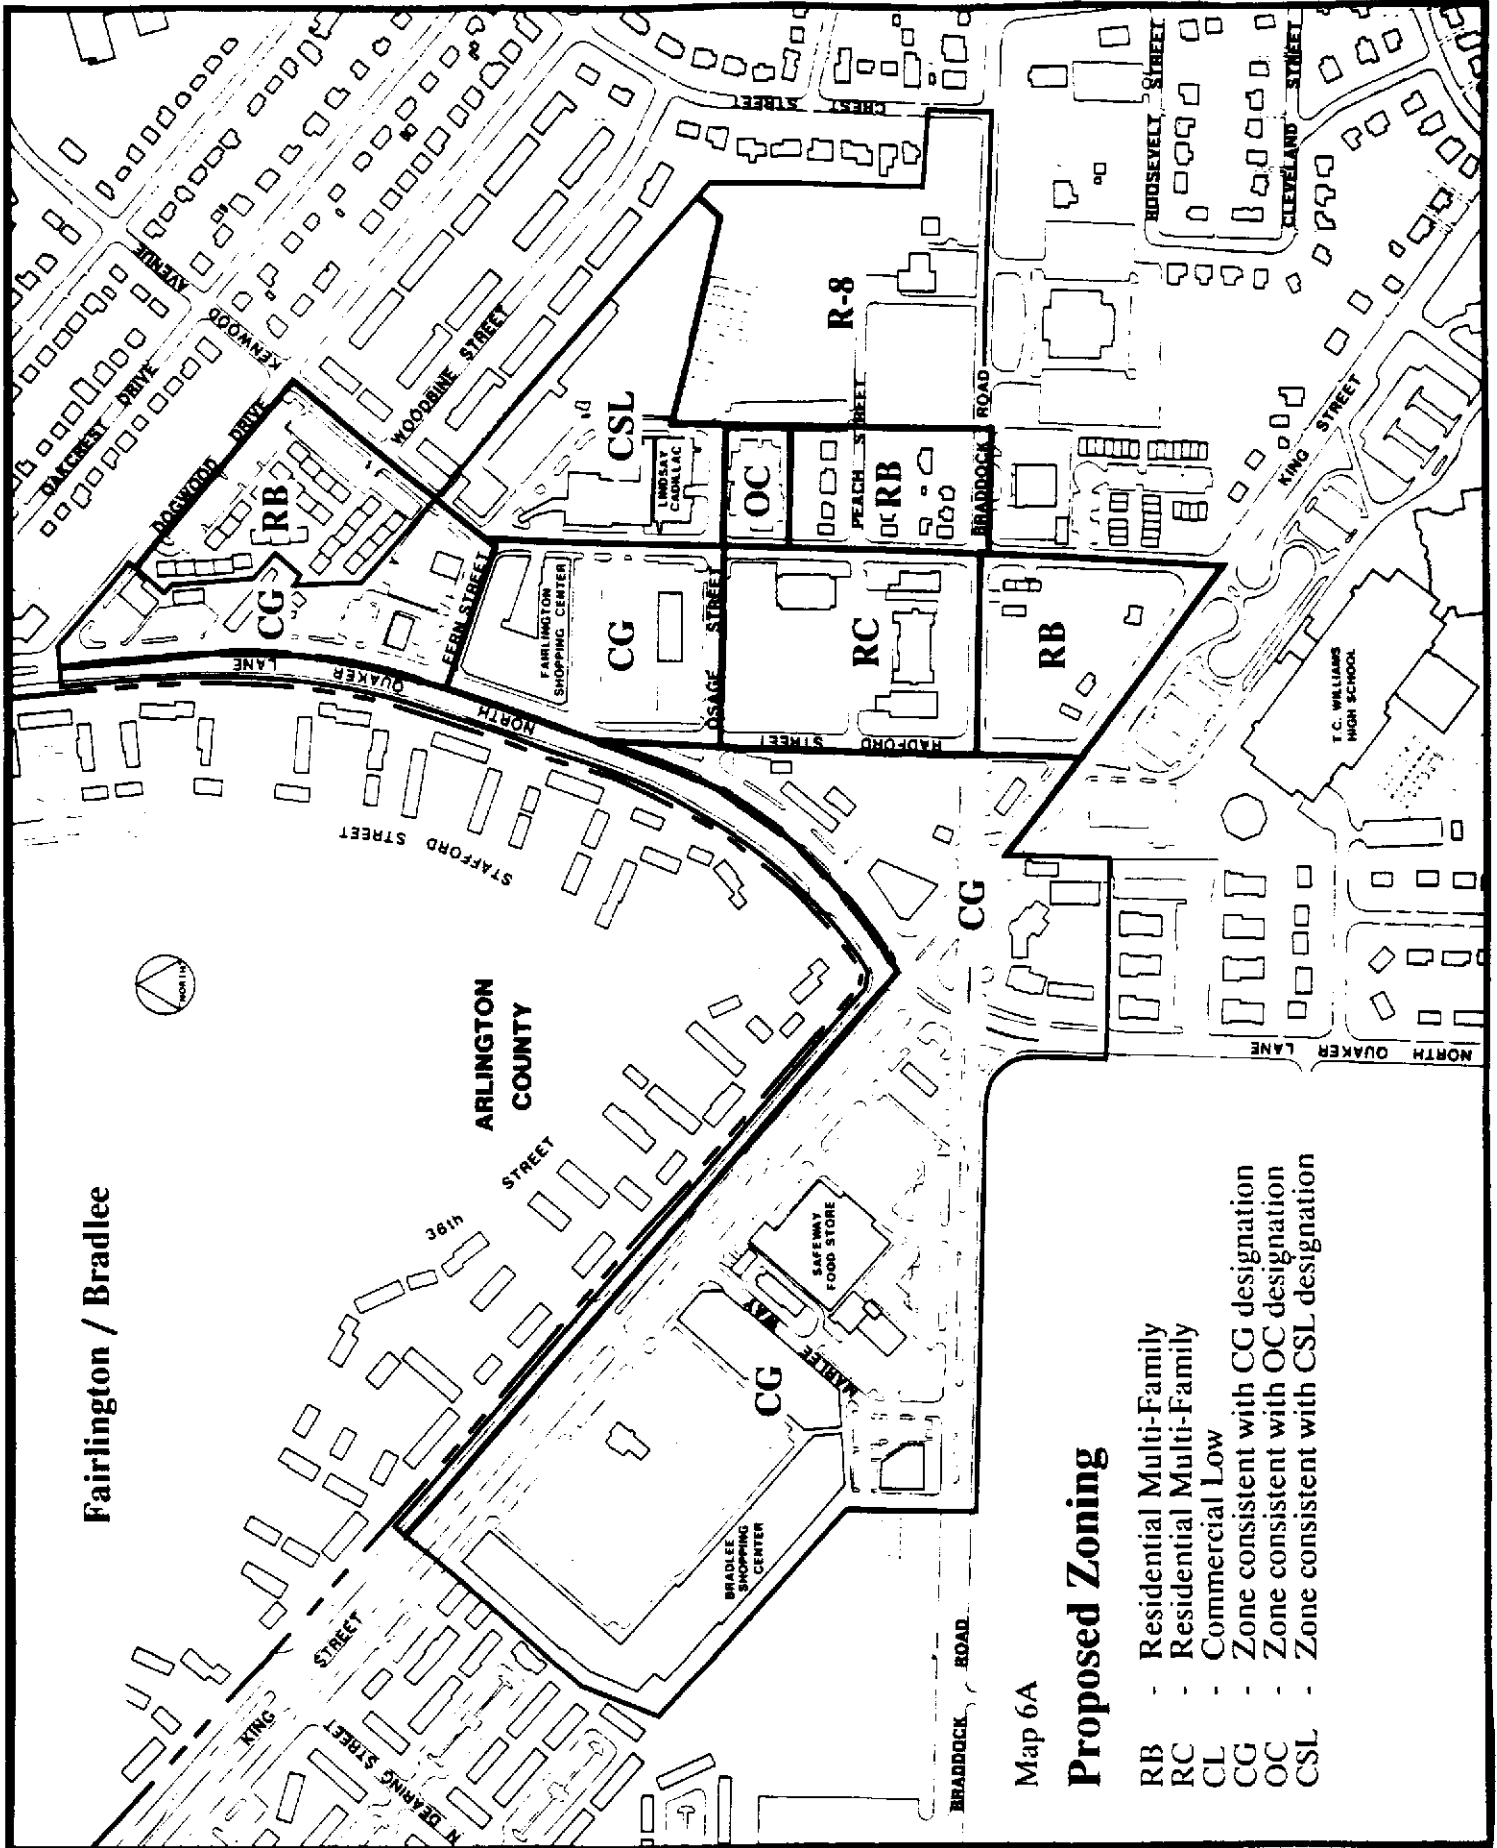 Fairlington / Bradlee
NORTH
ARLINGTON
COUNTY
36th
STREET
STAFFORD STREET
KING
STREET
N DEARING STREET
BRADLEE
SHOPPING
CENTER
CG
MARLEE
WAY
SAFEWAY
FOOD STORE
BRADDOCK ROAD
CG
NORTH QUAKER LANE
NORTH QUAKER LANE
OAKCREST DRIVE
DOGWOOD DRIVE
KENWOOD
AVENUE
WOODBINE STREET
RB
CG
FERN STREET
FAIRLINGTON
SHOPPING CENTER
CG
OSAGE STREET
CSL
LINDSAY
CADILLAC
OC
R-8
CREST STREET
PEACH STREET
RB
RC
RADFORD STREET
BRADDOCK ROAD
RB
ROOSEVELT STREET
CLEVELAND STREET
KING STREET
T.C. WILLIAMS
HIGH SCHOOL
Map 6A
Proposed Zoning
RB - Residential Multi-Family
RC - Residential Multi-Family
CL - Commercial Low
CG - Zone consistent with CG designation
OC - Zone consistent with OC designation
CSL - Zone consistent with CSL designation